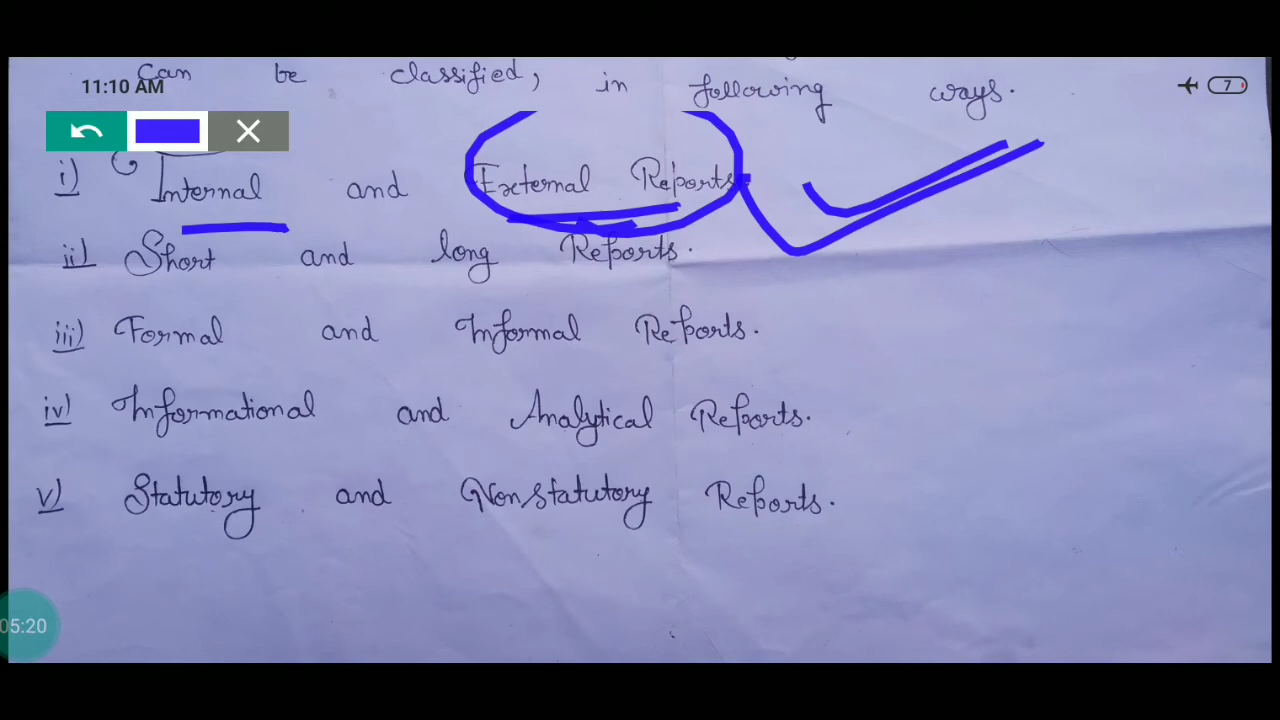 can be classified, in following ways.
11:10 AM
7
i) Internal and External Reports.
ii) Short and long Reports.
iii) Formal and Informal Reports.
iv) Informational and Analytical Reports.
v) Statutory and Nonstatutory Reports.
05:20